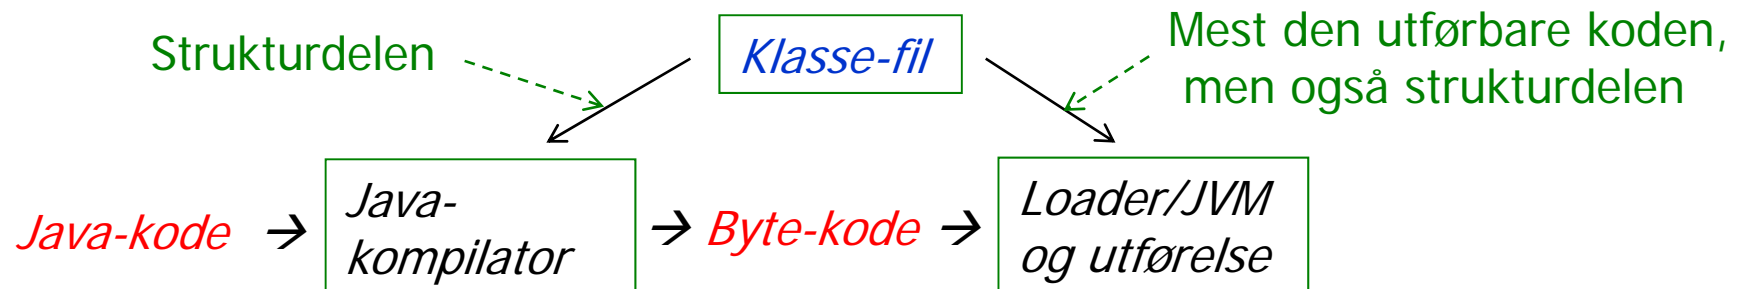 Strukturdelen
Klasse-fil
Mest den utførbare koden,
men også strukturdelen
Java-kode →
Java-
kompilator
→ Byte-kode →
Loader/JVM
og utførelse